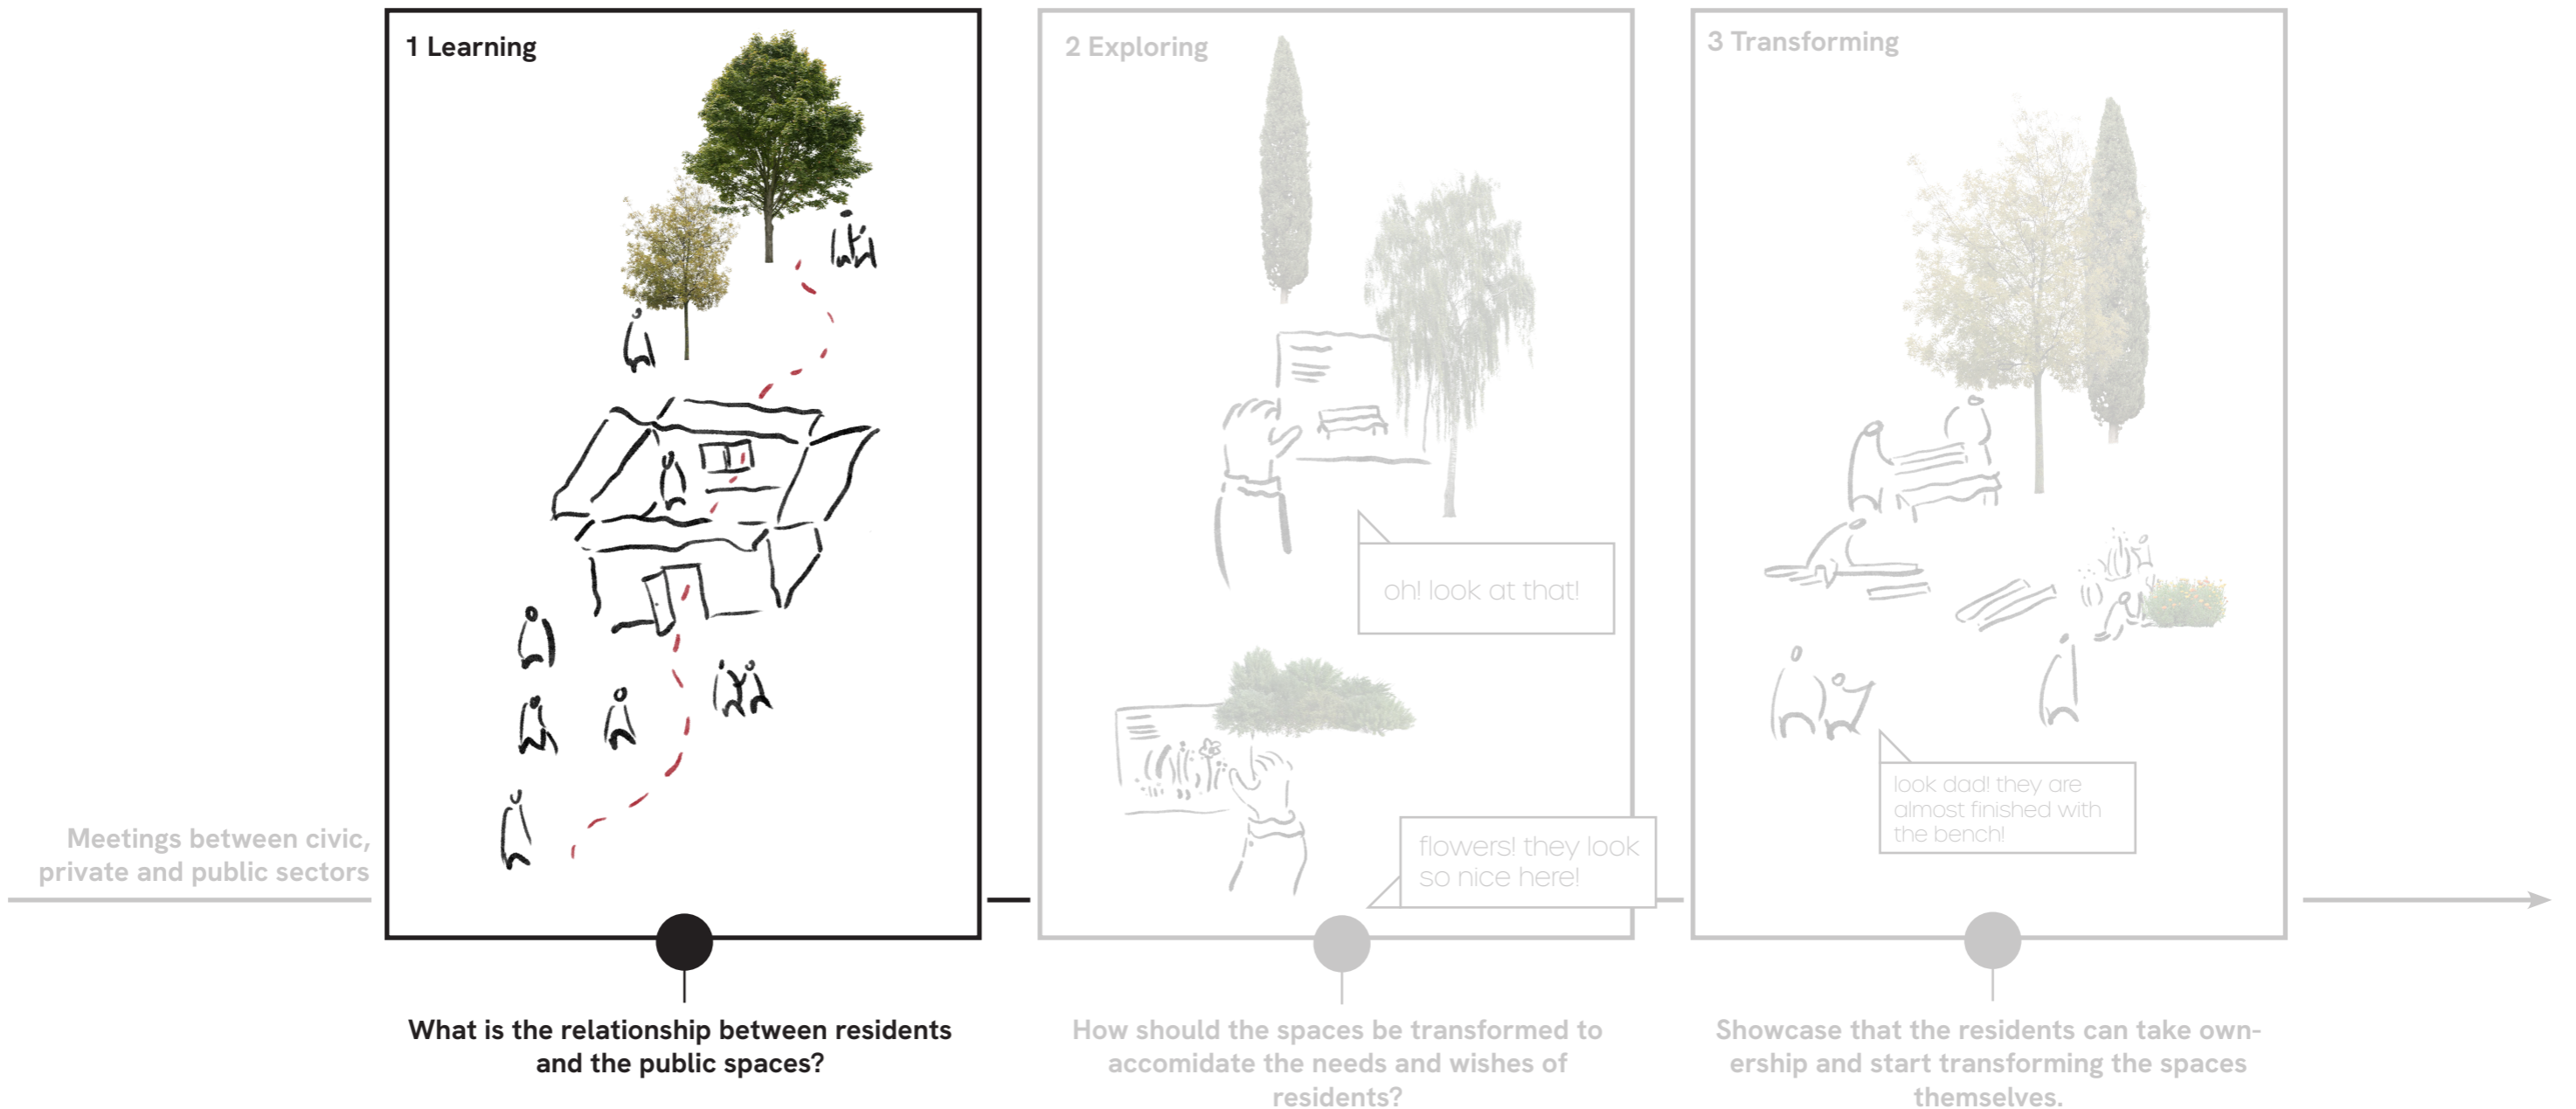 1 Learning
2 Exploring
3 Transforming
oh! look at that!
flowers! they look
so nice here!
look dad! they are
almost finished with
the bench!
Meetings between civic,
private and public sectors
What is the relationship between residents
and the public spaces?
How should the spaces be transformed to
accomidate the needs and wishes of
residents?
Showcase that the residents can take own-
ership and start transforming the spaces
themselves.